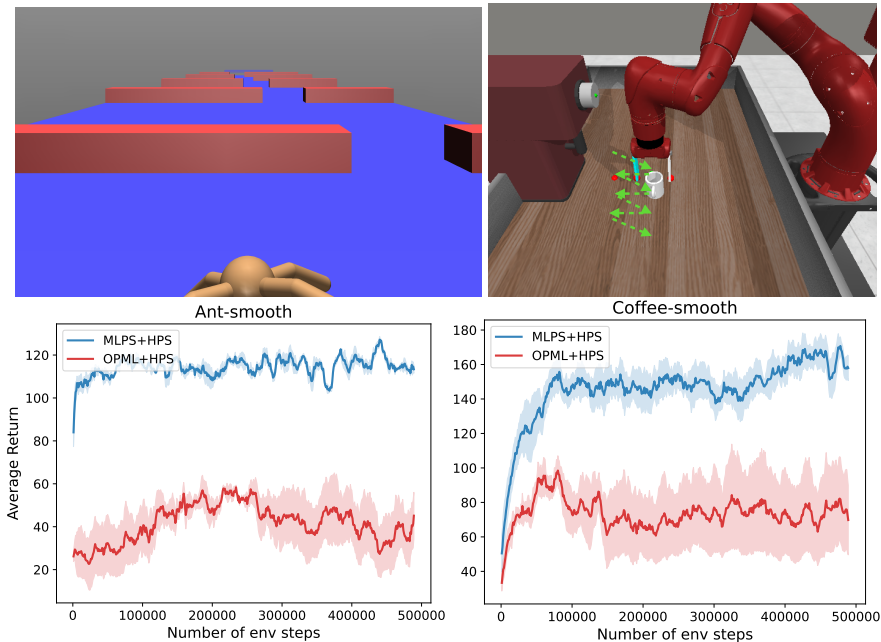 Ant-smooth
MLPS+HPS
OPML+HPS
Average Return
120
100
80
60
40
20
0
100000
200000
300000
400000
500000
Number of env steps
Coffee-smooth
MLPS+HPS
OPML+HPS
180
160
140
120
100
80
60
40
0
100000
200000
300000
400000
500000
Number of env steps